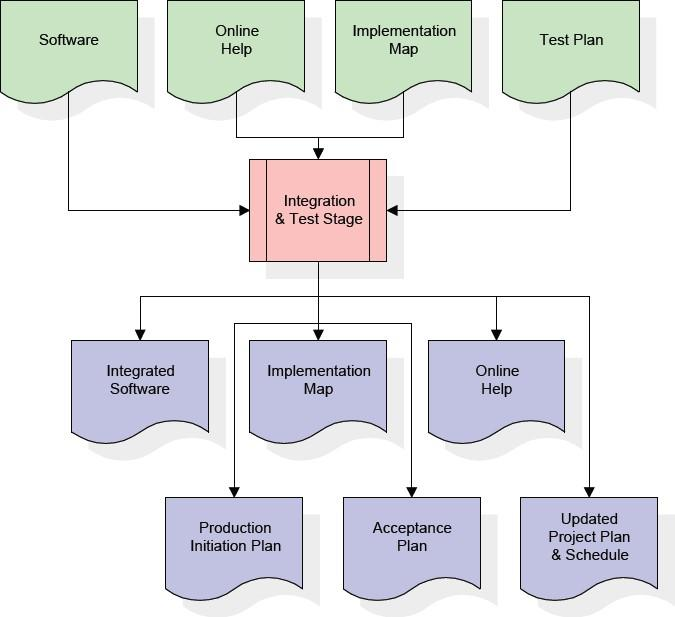 Software
Online
Help
Implementation
Map
Test Plan
Integration
& Test Stage
Integrated
Software
Implementation
Map
Online
Help
Production
Initiation Plan
Acceptance
Plan
Updated
Project Plan
& Schedule